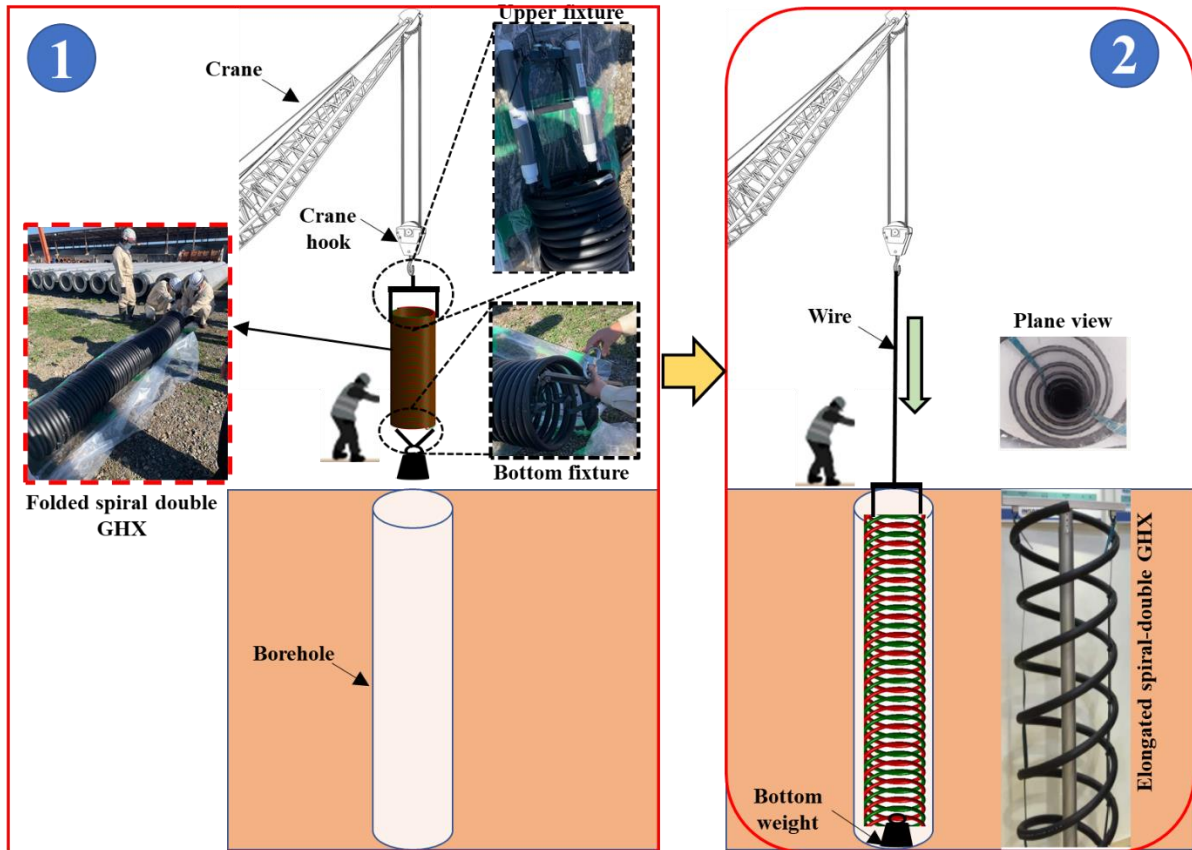 1
Crane
Upper fixture
Crane
hook
Folded spiral double
GHX
Bottom fixture
Borehole
2
Wire
Plane view
Elongated spiral-double GHX
Bottom
weight